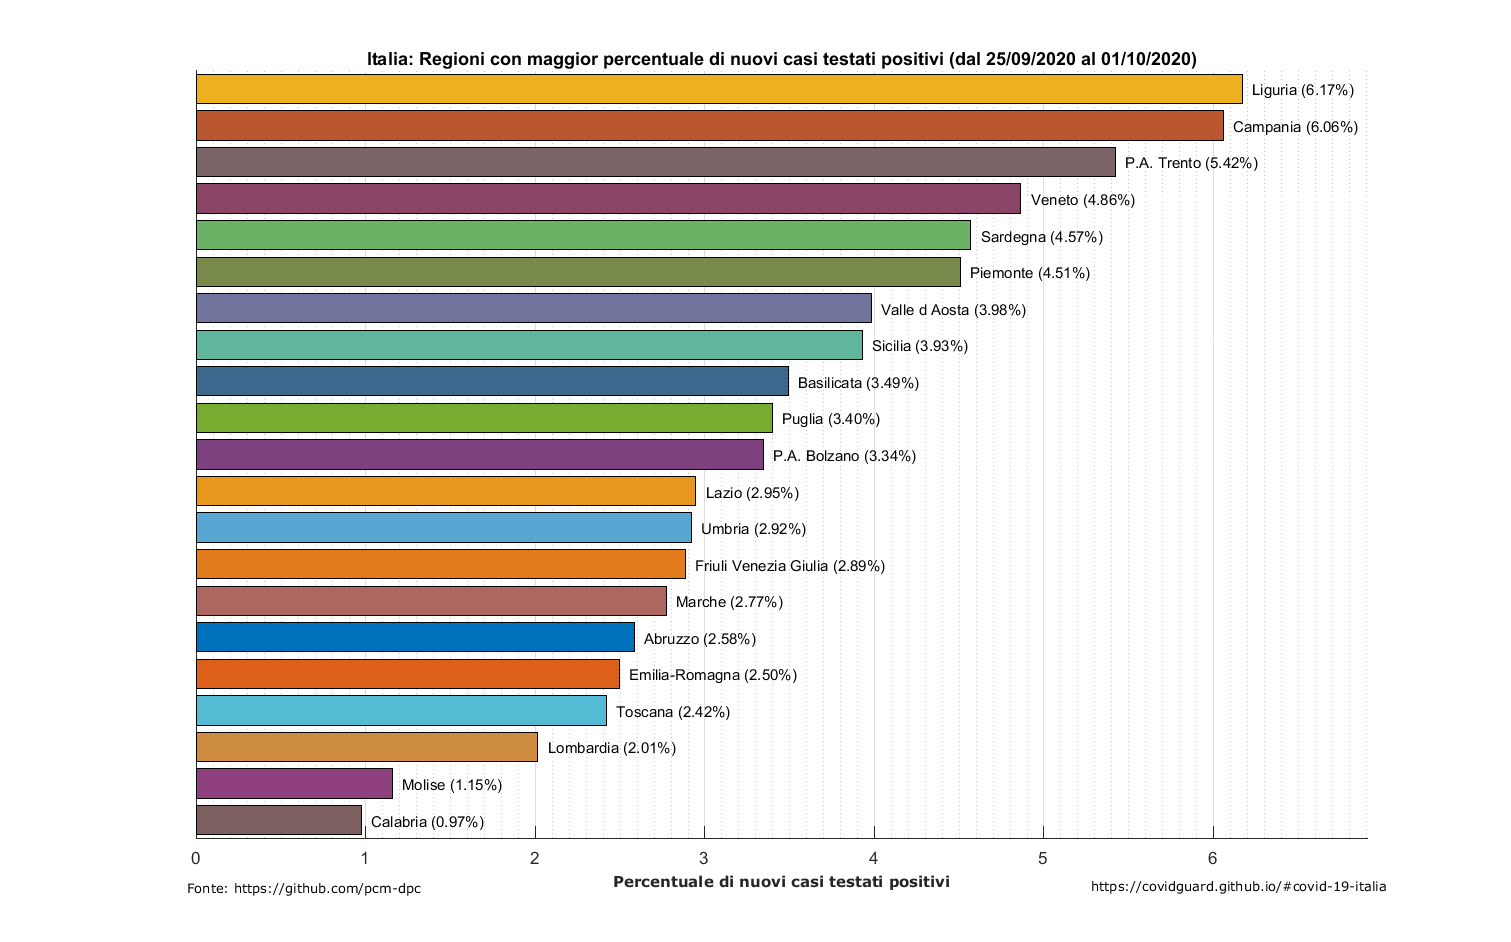 Italia: Regioni con maggior percentuale di nuovi casi testati positivi (dal 25/09/2020 al 01/10/2020)
Liguria (6.17%)
Campania (6.06%)
P.A. Trento (5.42%)
Veneto (4.86%)
Sardegna (4.57%)
Piemonte (4.51%)
Valle d Aosta (3.98%)
Sicilia (3.93%)
Basilicata (3.49%)
Puglia (3.40%)
P.A. Bolzano (3.34%)
Lazio (2.95%)
Umbria (2.92%)
Friuli Venezia Giulia (2.89%)
Marche (2.77%)
Abruzzo (2.58%)
Emilia-Romagna (2.50%)
Toscana (2.42%)
Lombardia (2.01%)
Molise (1.15%)
Calabria (0.97%)
0 1 2 3 4 5 6
Percentuale di nuovi casi testati positivi
Fonte: https://github.com/pcm-dpc
https://covidguard.github.io/#covid-19-italia